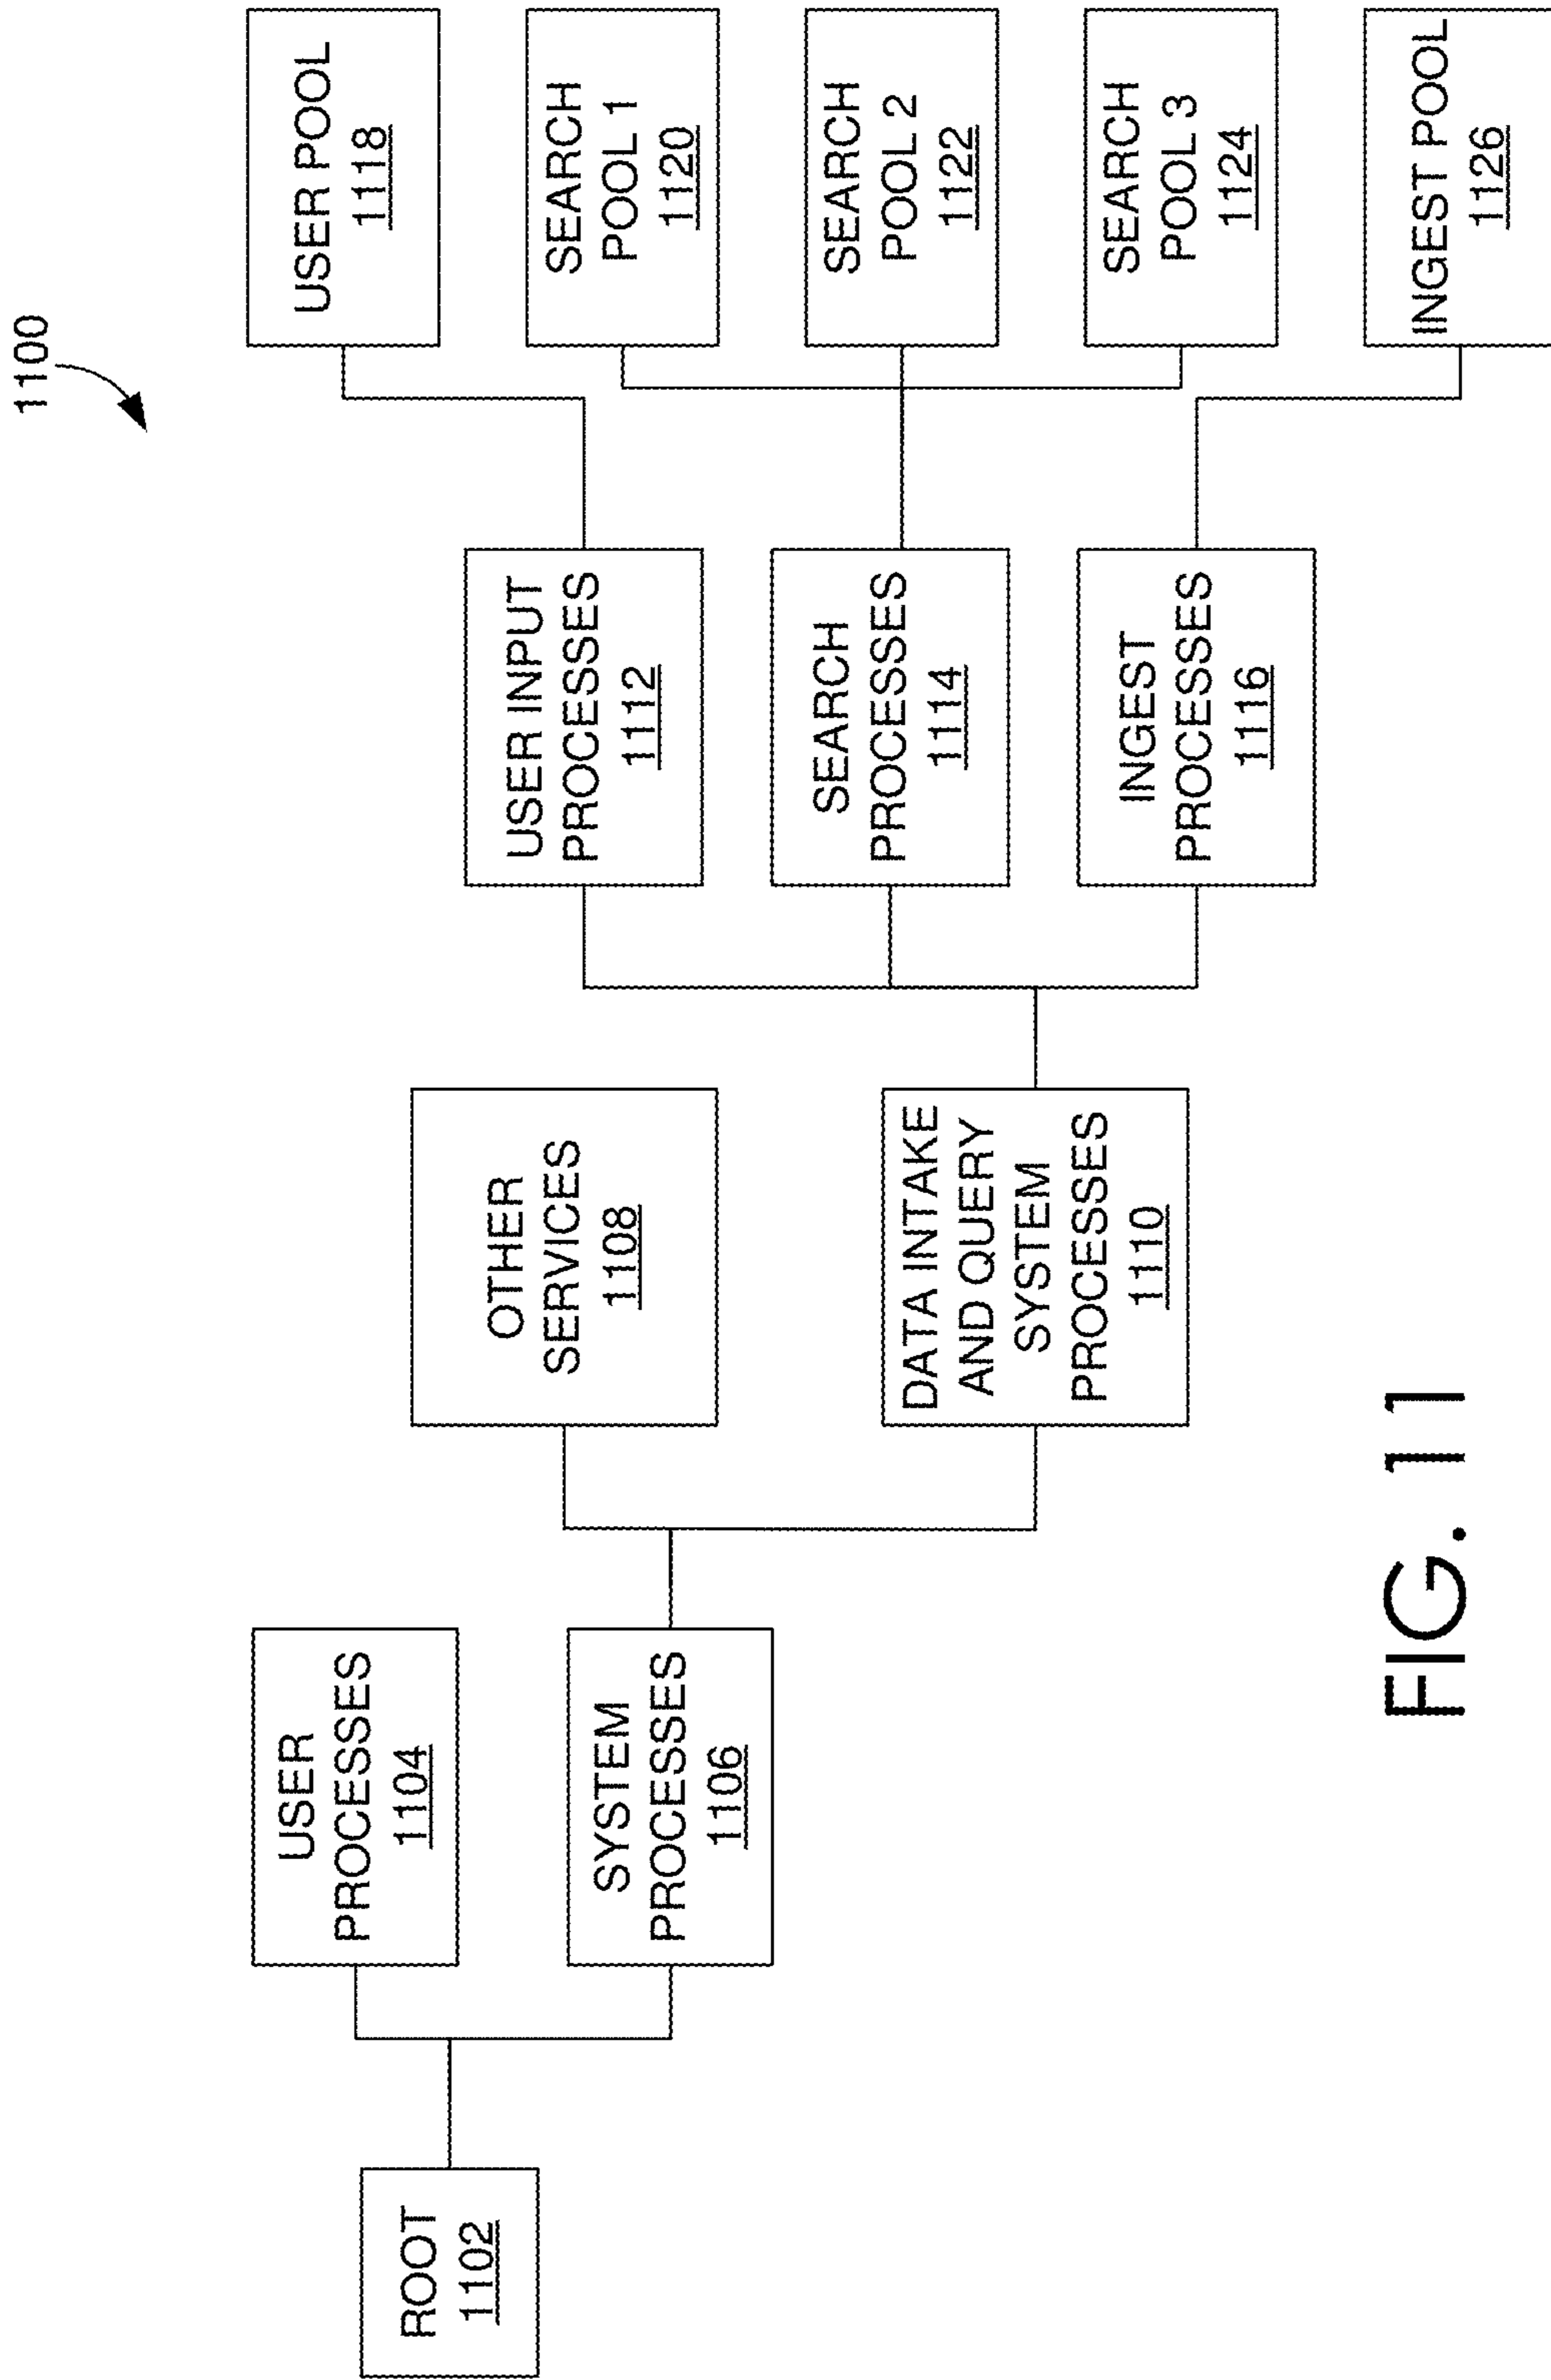 1100
ROOT
1102
USER
PROCESSES
1104
SYSTEM
PROCESSES
1106
OTHER
SERVICES
1108
DATA INTAKE
AND QUERY
SYSTEM
PROCESSES
1110
USER INPUT
PROCESSES
1112
SEARCH
PROCESSES
1114
INGEST
PROCESSES
1116
USER POOL
1118
SEARCH
POOL 1
1120
SEARCH
POOL 2
1122
SEARCH
POOL 3
1124
INGEST POOL
1126
FIG. 11